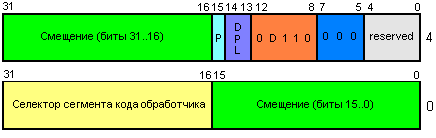 31 16 15 14 13 12 8 7 5 4 0
Смещение (биты 31..16) P DPL 0 D 1 1 0 0 0 0 reserved 4
31 16 15 0
Селектор сегмента кода обработчика Смещение (биты 15..0) 0